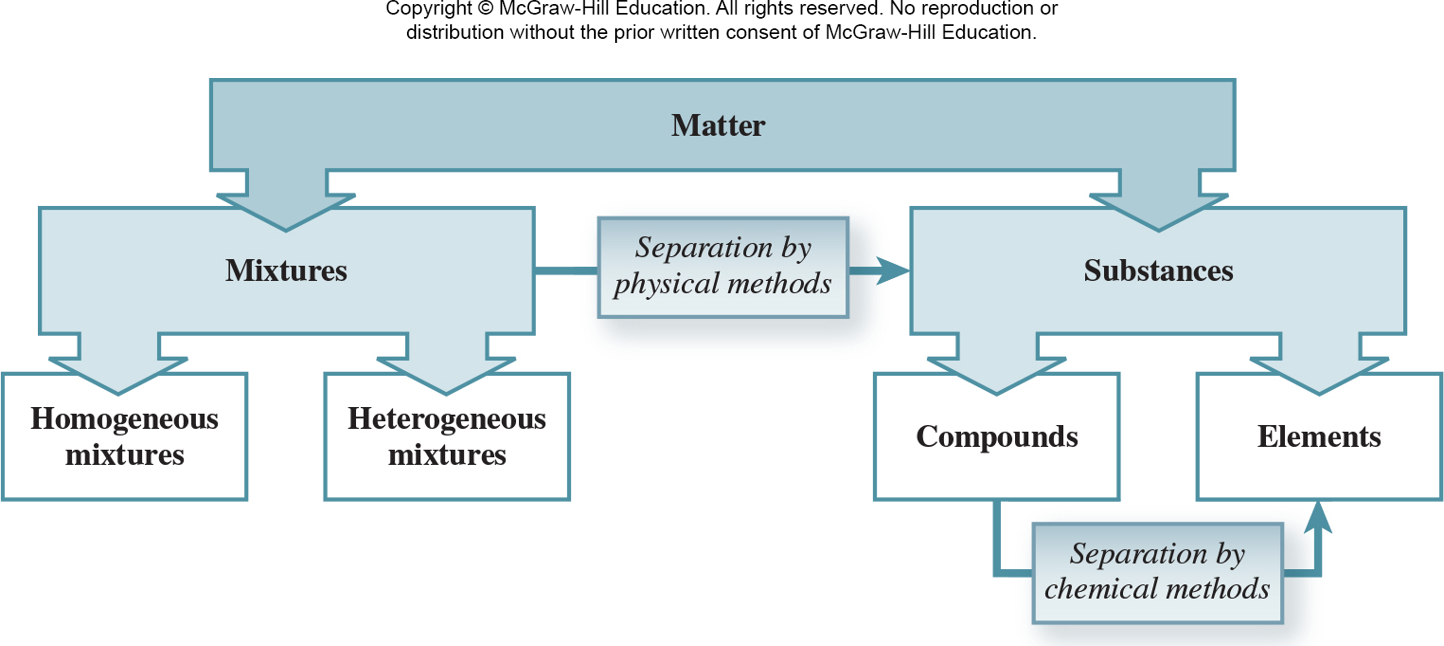 Copyright © McGraw-Hill Education. All rights reserved. No reproduction or
distribution without the prior written consent of McGraw-Hill Education.
Matter
Mixtures
Separation by
physical methods
Substances
Homogeneous
mixtures
Heterogeneous
mixtures
Compounds
Elements
Separation by
chemical methods